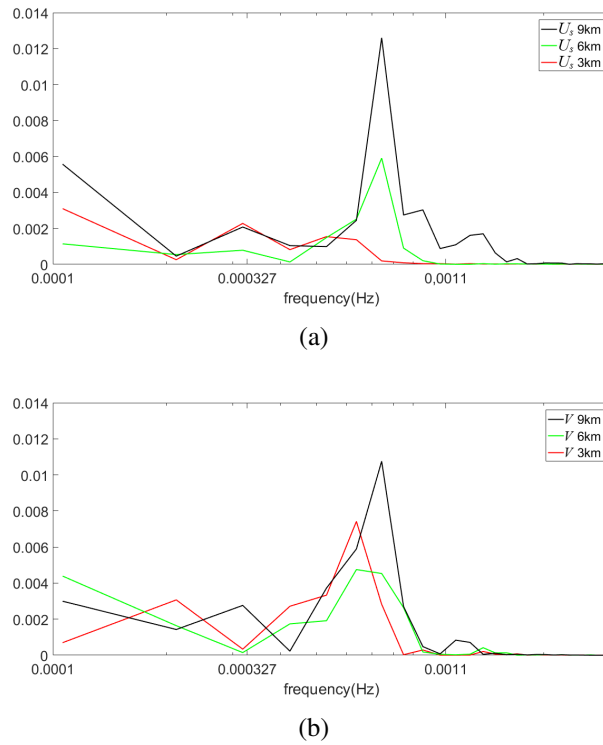 0.014
0.012
0.01
0.008
0.006
0.004
0.002
0
0.0001
0.000327
0.0011
frequency(Hz)
Us 9km
Us 6km
Us 3km
(a)
0.014
0.012
0.01
0.008
0.006
0.004
0.002
0
0.0001
0.000327
0.0011
frequency(Hz)
V 9km
V 6km
V 3km
(b)